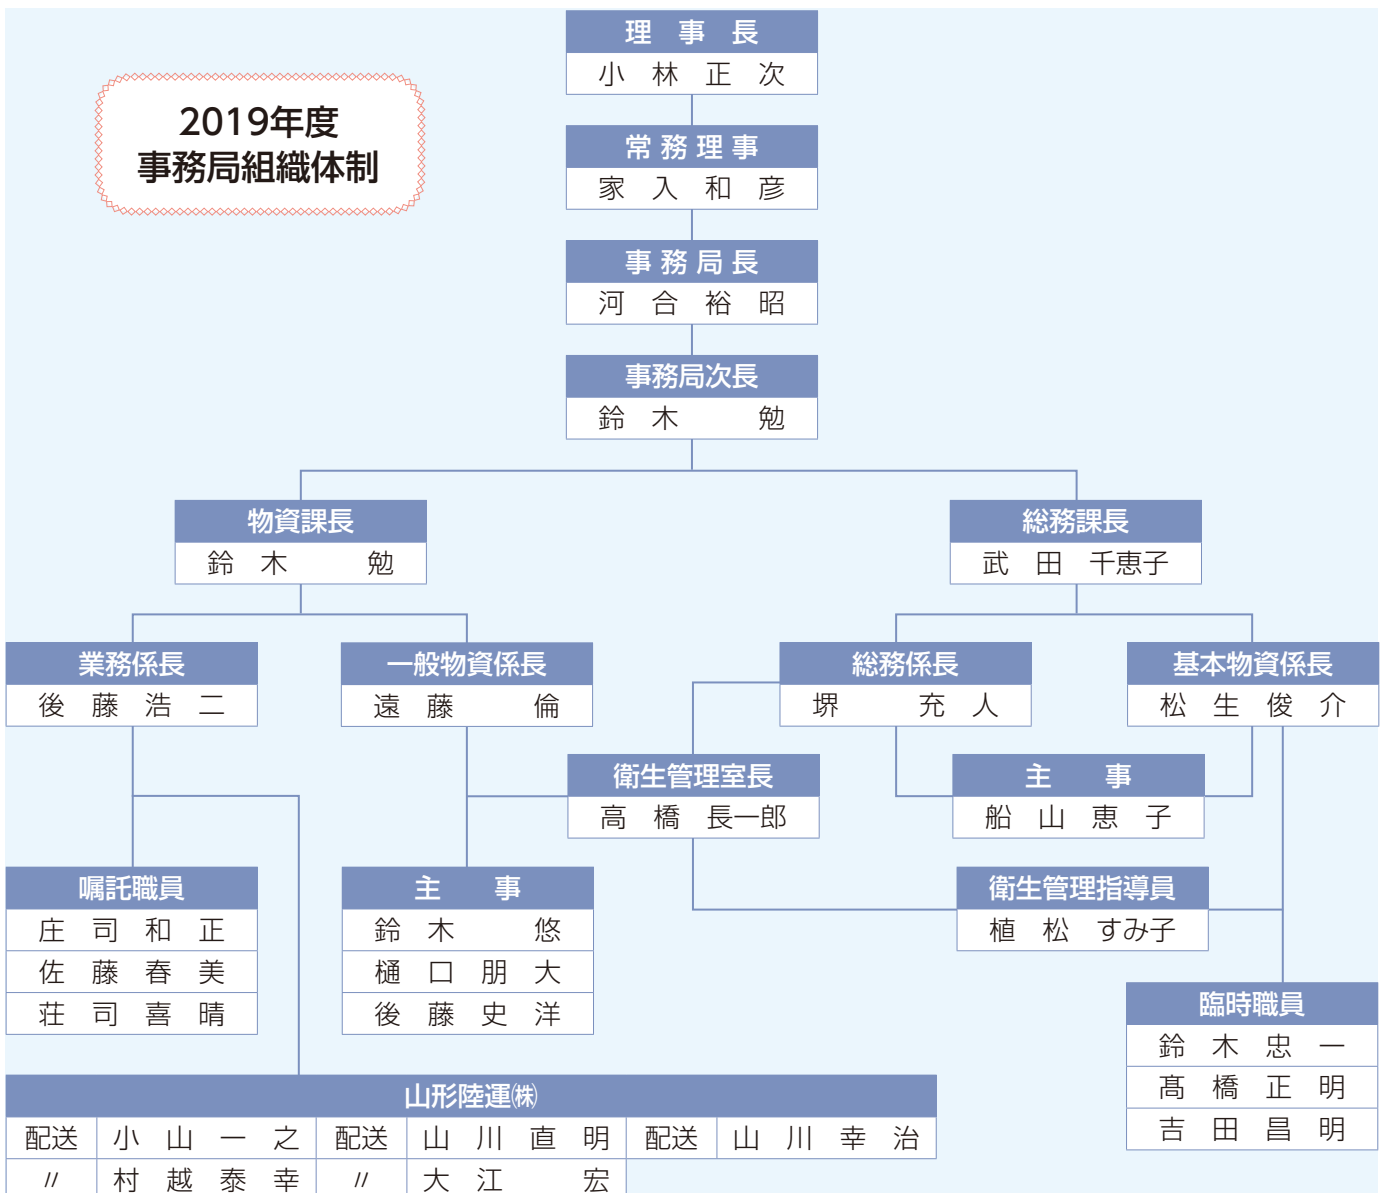 理事長
小林正次
2019年度
事務局組織体制
常務理事
家入和彦
事務局長
河合裕昭
事務局次長
鈴木 勉
物資課長
鈴木 勉
総務課長
武田 千恵子
業務係長
後藤浩二
一般物資係長
遠藤 倫
総務係長
堺 充人
基本物資係長
松生俊介
衛生管理室長
高橋 長一郎
主事
船山恵子
嘱託職員
庄司和正
佐藤春美
荘司喜晴
主事
鈴木 悠
樋口朋大
後藤史洋
衛生管理指導員
植松 すみ子
臨時職員
鈴木忠一
髙橋正明
吉田昌明
山形陸運㈱
配送 小山一之 配送 山川直明 配送 山川幸治
〃 村越泰幸 〃 大江 宏